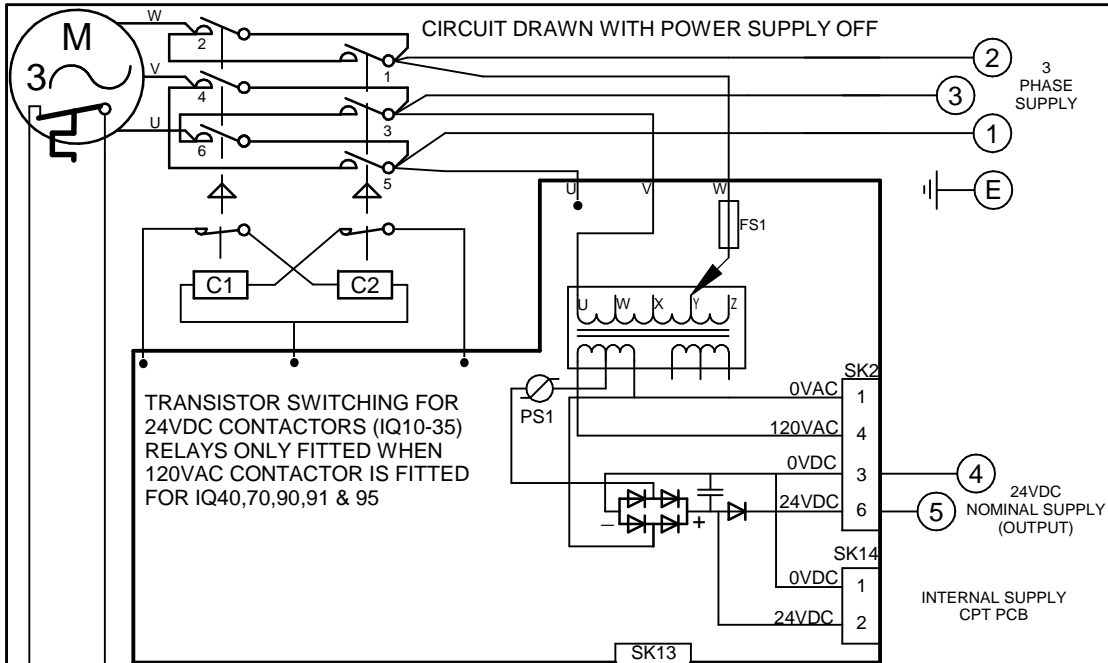 CIRCUIT DRAWN WITH POWER SUPPLY OFF
W
M
3
V
U
2
1
4
3
6
5
2
3
1
E
3
PHASE
SUPPLY
U
V
W
FS1
C1
C2
U
W
X
Y
Z
TRANSISTOR SWITCHING FOR
24VDC CONTACTORS (IQ10-35)
RELAYS ONLY FITTED WHEN
120VAC CONTACTOR IS FITTED
FOR IQ40,70,90,91 & 95
PS1
SK2
0VAC
1
120VAC
4
0VDC
3
24VDC
6
4
5
24VDC
NOMINAL SUPPLY
(OUTPUT)
–
+
SK14
0VDC
1
24VDC
2
INTERNAL SUPPLY
CPT PCB
SK13